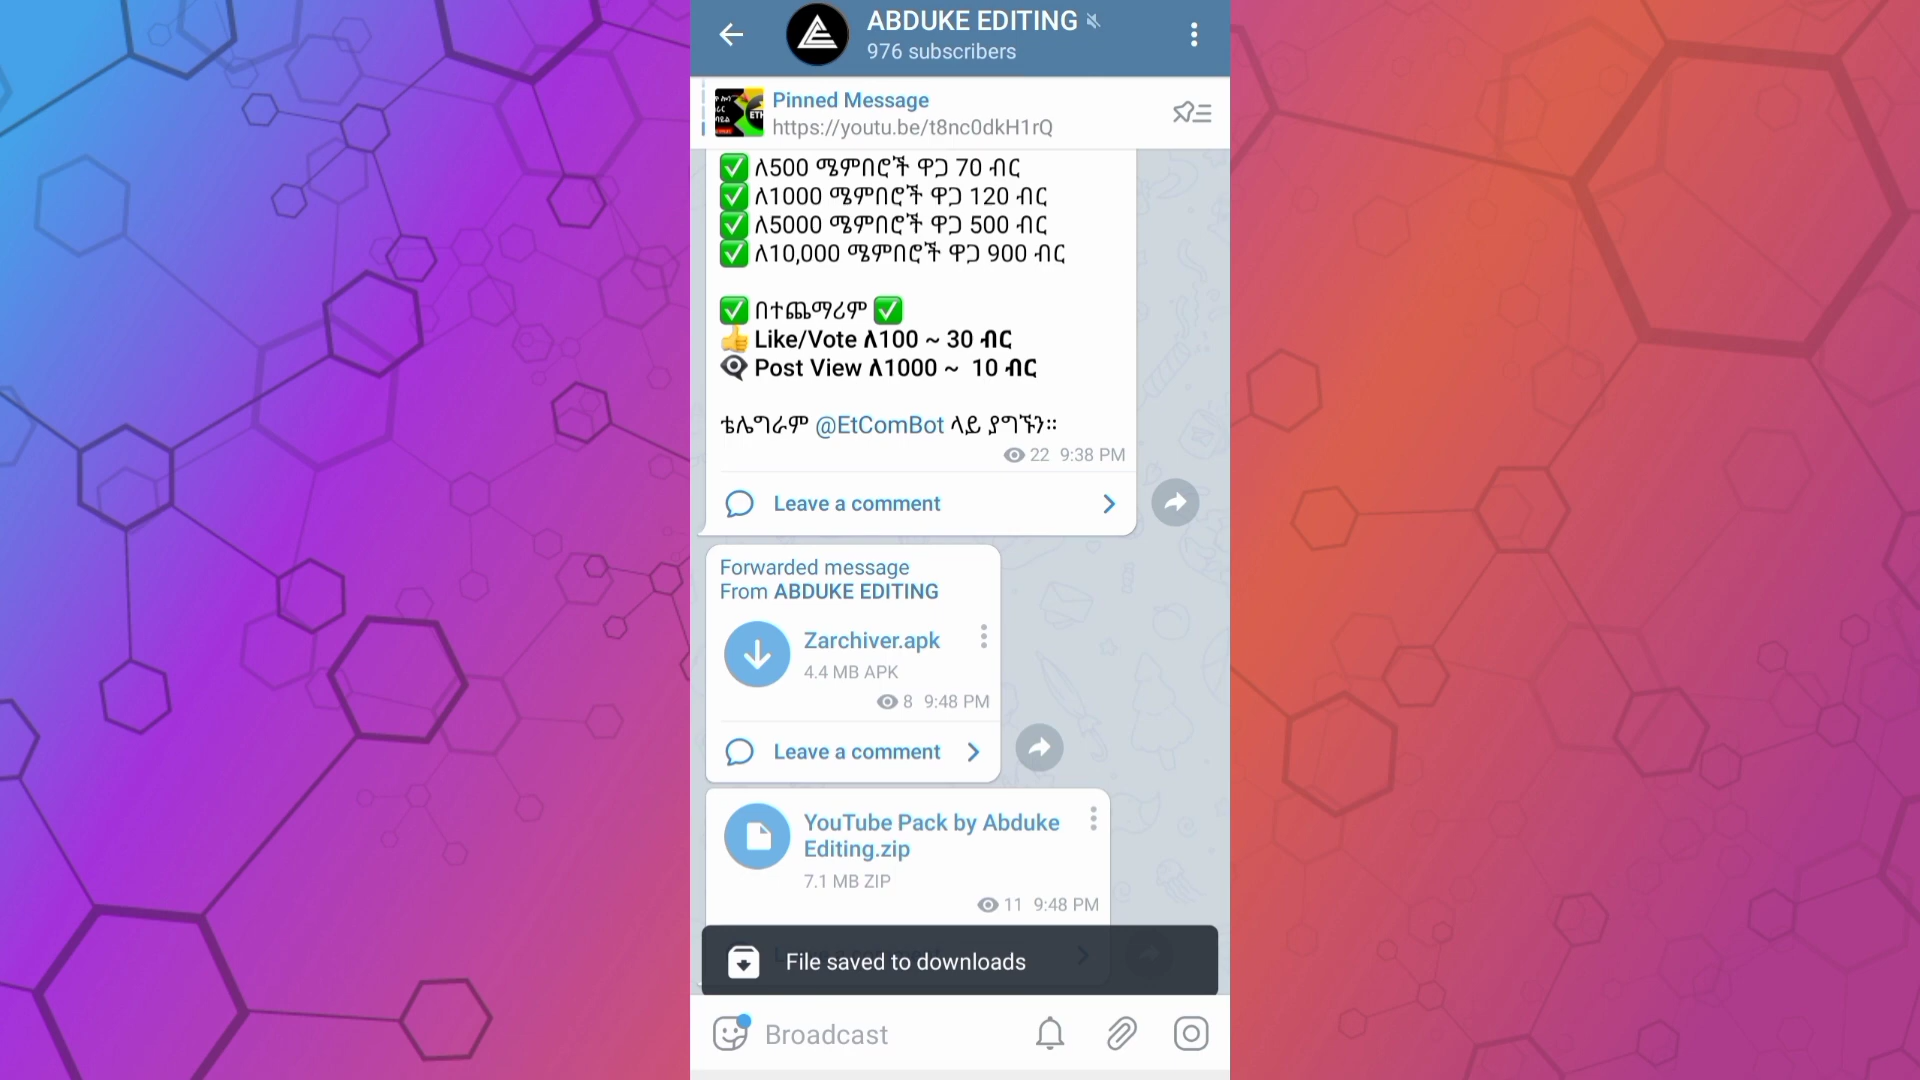 ABDUKE EDITING
976 subscribers
Pinned Message
https://youtu.be/t8nc0dkH1rQ
✅ ለ500 ሜምበሮች ዋጋ 70 ብር
✅ ለ1000 ሜምበሮች ዋጋ 120 ብር
✅ ለ5000 ሜምበሮች ዋጋ 500 ብር
✅ ለ10,000 ሜምበሮች ዋጋ 900 ብር
✅ በተጨማሪም ✅
👍 Like/Vote ለ100 ~ 30 ብር
👁‍🗨 Post View ለ1000 ~ 10 ብር
ቴሌግራም @EtComBot ላይ ያግኙን።
22 9:38 PM
Leave a comment
Forwarded message
From ABDUKE EDITING
Zarchiver.apk
4.4 MB APK
8 9:48 PM
Leave a comment
YouTube Pack by Abduke
Editing.zip
7.1 MB ZIP
11 9:48 PM
File saved to downloads
Broadcast